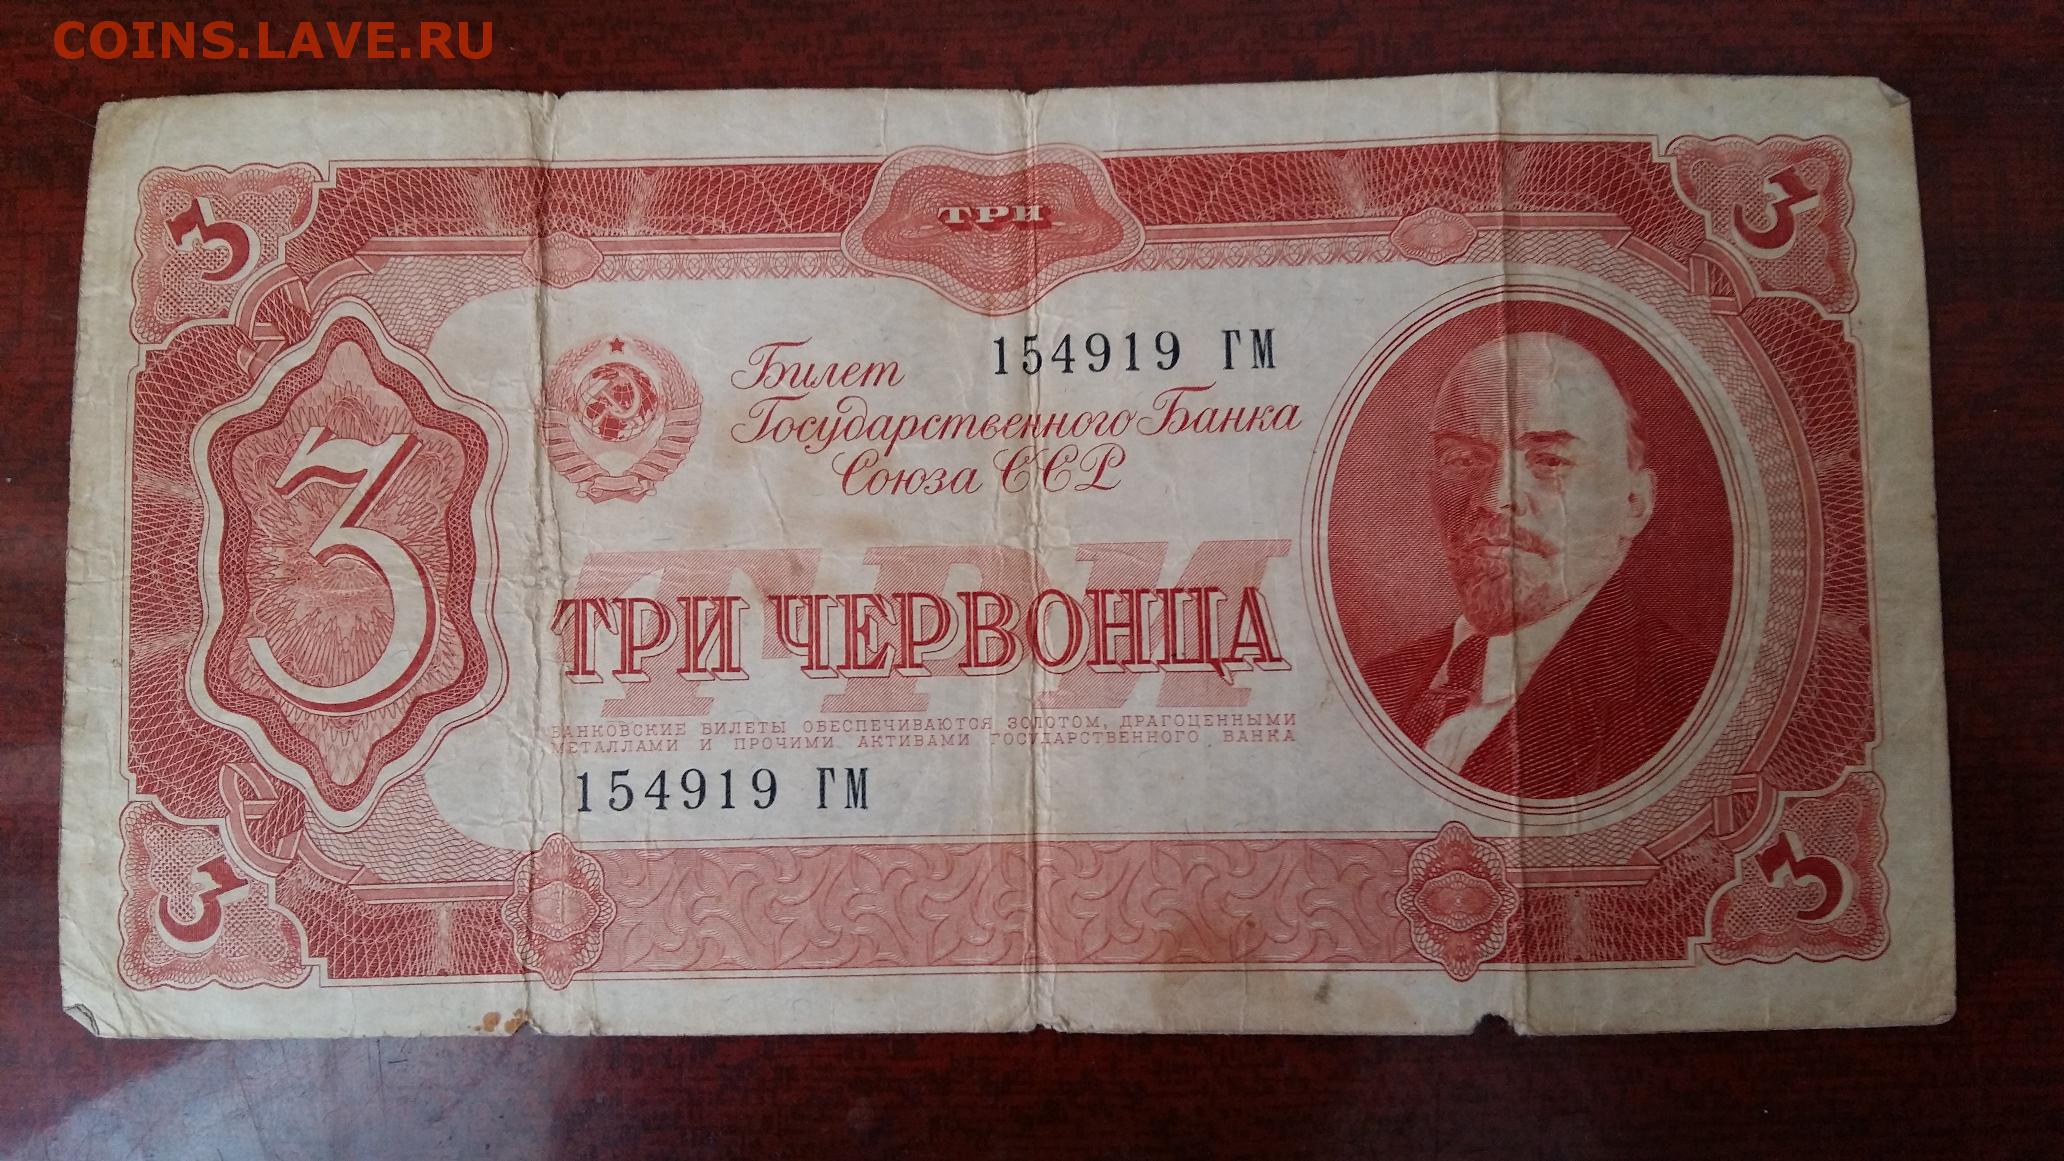 COINS.LAVE.RU
3
ТРИ
3
154919 ГМ
Билет
Государственного Банка
Союза ССР
3
ТРИ
ТРИ ЧЕРВОНЦА
БАНКОВСКИЕ БИЛЕТЫ ОБЕСПЕЧИВАЮТСЯ ЗОЛОТОМ, ДРАГОЦЕННЫМИ
МЕТАЛЛАМИ И ПРОЧИМИ АКТИВАМИ ГОСУДАРСТВЕННОГО БАНКА
154919 ГМ
3
3